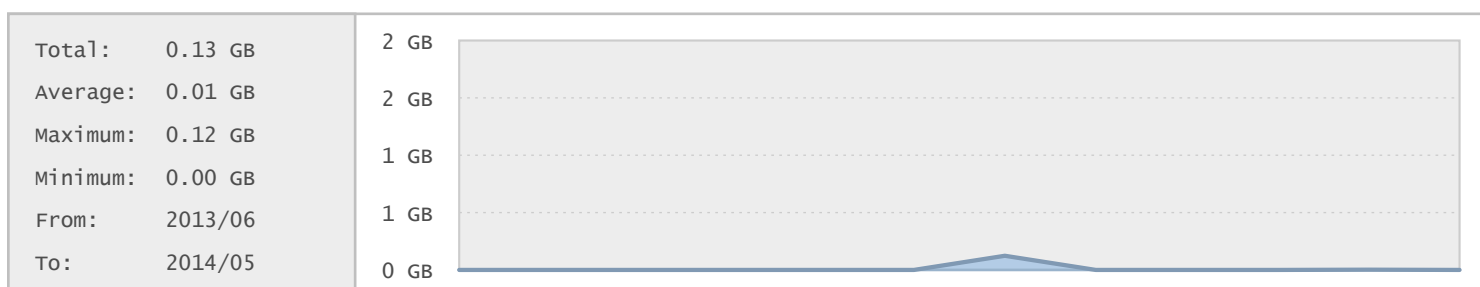 Total: 0.13 GB
Average: 0.01 GB
Maximum: 0.12 GB
Minimum: 0.00 GB
From: 2013/06
To: 2014/05
2 GB
2 GB
1 GB
1 GB
0 GB